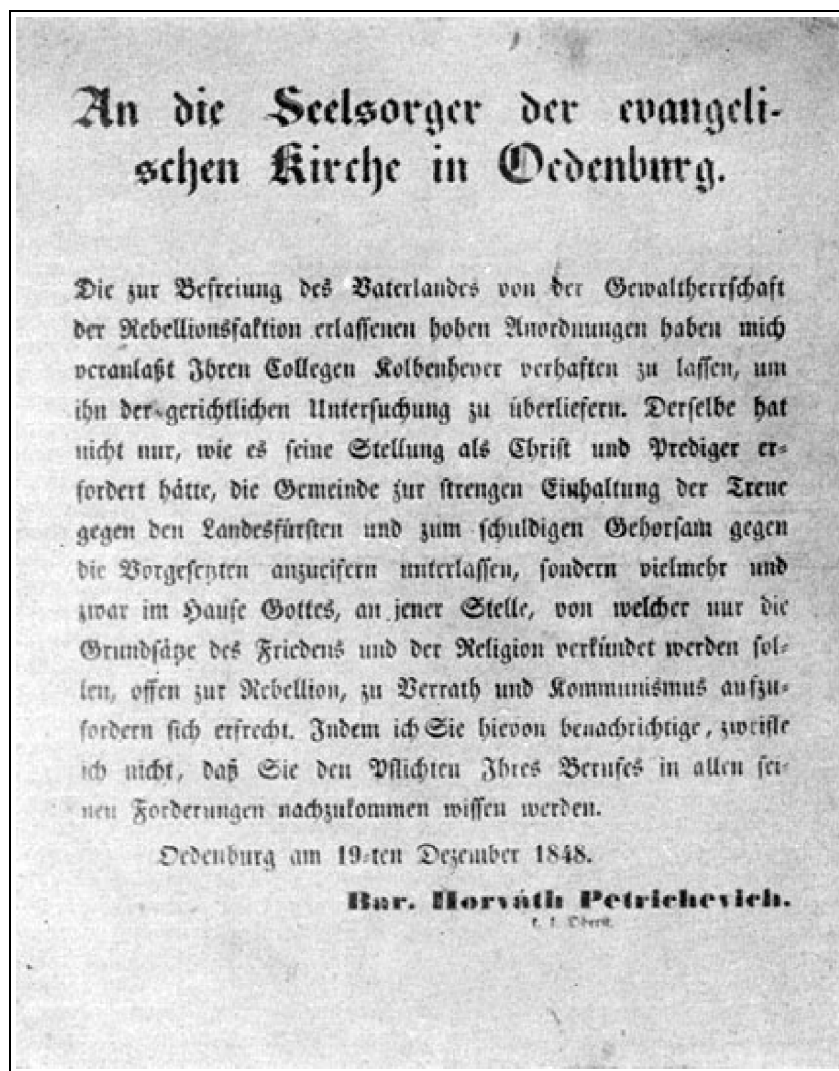 An die Seelsorger der evangeli-
schen Kirche in Oedenburg.
Die zur Befreiung des Vaterlandes von der Gewaltherrschaft
der Rebellionsfaktion erlassenen hohen Anordnungen haben mich
veranlaßt Ihren Collegen Kolbenheyer verhaften zu lassen, um
ihn der gerichtlichen Untersuchung zu überliefern. Derselbe hat
nicht nur, wie es seine Stellung als Christ und Prediger er-
fordert hätte, die Gemeinde zur strengen Einhaltung der Treue
gegen den Landesfürsten und zum schuldigen Gehorsam gegen
die Vorgesetzten anzueifern unterlassen, sondern vielmehr und
zwar im Hause Gottes, an jener Stelle, von welcher nur die
Grundsätze des Friedens und der Religion verkündet werden sol-
len, offen zur Rebellion, zu Verrath und Kommunismus aufzu-
fordern sich erfrecht. Indem ich Sie hievon benachrichtige, zweifle
ich nicht, daß Sie den Pflichten Ihres Berufes in allen sei-
nen Forderungen nachzukommen wissen werden.
Oedenburg am 19-ten Dezember 1848.
Bar. Horváth Petrichevich.
k. k. Oberst.